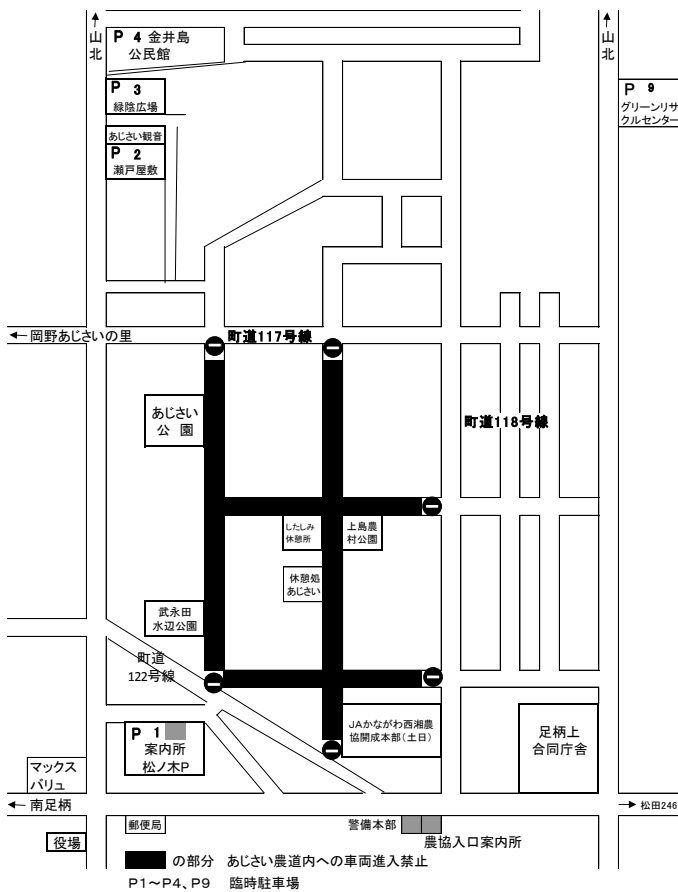 ↑
山
北
P 4 金井島
公民館
↑
山
北
P 3
緑陰広場
P 9
グリーンリサ
クルセンター
あじさい観音
P 2
瀬戸屋敷
← 岡野あじさいの里
町道117号線
あじさい
公 園
町道118号線
したしみ
休憩所
上島農
村公園
休憩処
あじさい
武永田
水辺公園
町道
122号線
P 1
案内所
松ノ木P
JAかながわ西湘農
協開成本部(土日)
足柄上
合同庁舎
マックス
バリュ
← 南足柄
→ 松田246
郵便局
警備本部
農協入口案内所
役場
の部分 あじさい農道内への車両進入禁止
P1~P4、P9 臨時駐車場